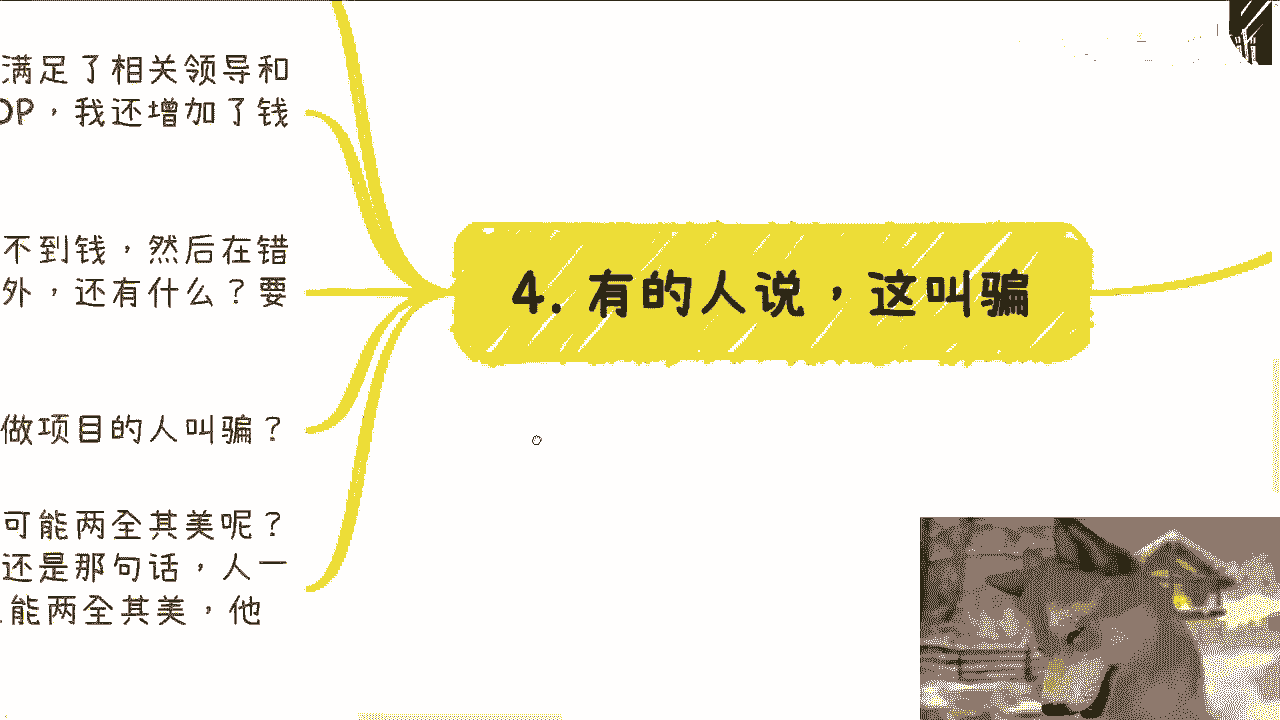 满足了相关领导和
DP，我还增加了钱
不到钱，然后在错
外，还有什么？要
4. 有的人说，这叫骗
做项目的人叫骗？
可能两全其美呢？
还是那句话，人一
能两全其美，他